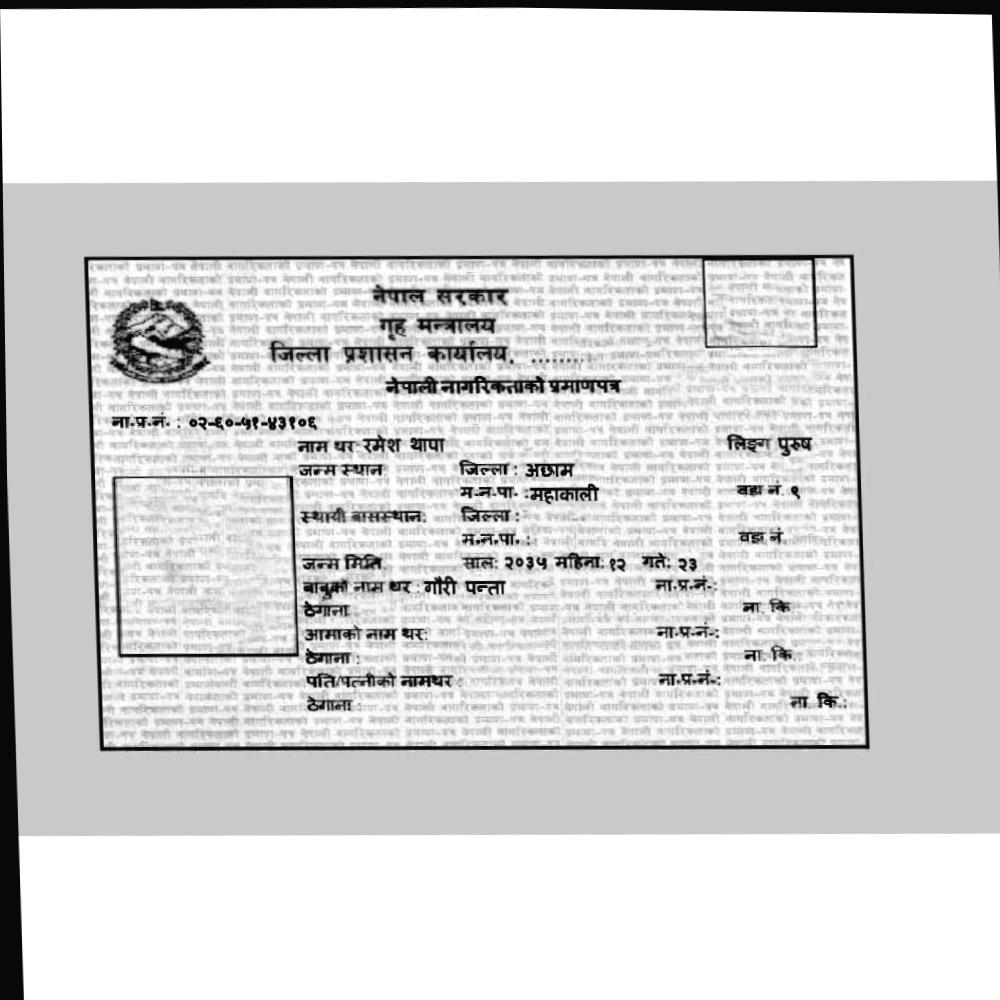 नेपाल सरकार
गृह मन्त्रालय
जिल्ला प्रशासन कार्यालय, .........
नेपाली नागरिकताको प्रमाणपत्र
ना.प्र.नं. : ०२-६०-५१-४३१०६
नाम थर रमेश थापा लिङ्ग पुरुष
जन्म स्थान जिल्ला : अछाम
म.न.पा. :महाकाली वडा नं. ९
स्थायी बासस्थान: जिल्ला :
म.न.पा. : वडा नं.
जन्म मिति साल: २०३५ महिना: १२ गते: २३
बाबुको नाम थर : गौरी पन्ता ना.प्र.नं.:
ठेगाना : ना. कि
आमाको नाम थर: ना.प्र.नं.:
ठेगाना : ना. कि
पति/पत्नीको नामथर : ना.प्र.नं.:
ठेगाना : ना. कि.: